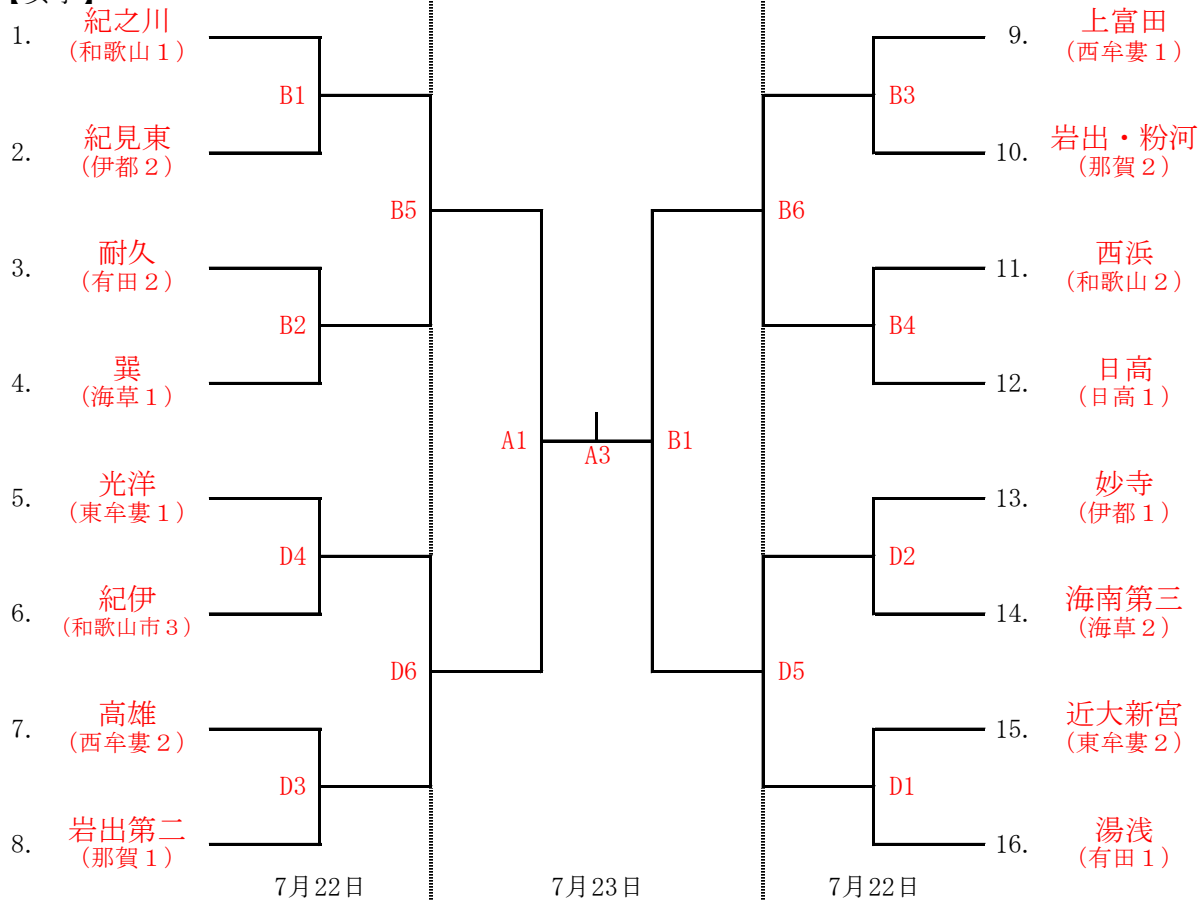 1. 紀之川
(和歌山１)
B1
2. 紀見東
(伊都２)
B5
3. 耐久
(有田２)
B2
4. 巽
(海草１)
A1
5. 光洋
(東牟婁１)
D4
6. 紀伊
(和歌山市３)
D6
7. 高雄
(西牟婁２)
D3
8. 岩出第二
(那賀１)
A3
9. 上富田
(西牟婁１)
B3
10. 岩出・粉河
(那賀２)
B6
11. 西浜
(和歌山２)
B4
12. 日高
(日高１)
B1
13. 妙寺
(伊都１)
D2
14. 海南第三
(海草２)
D5
15. 近大新宮
(東牟婁２)
D1
16. 湯浅
(有田１)
7月22日
7月23日
7月22日